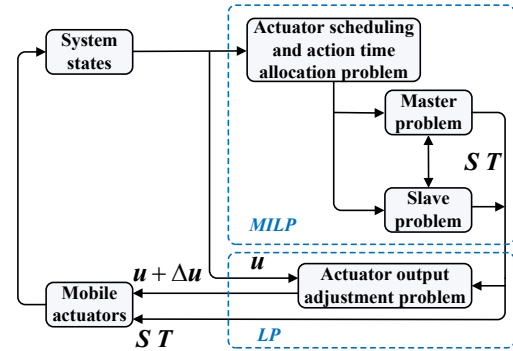 System
states
Actuator scheduling
and action time
allocation problem
Master
problem
S T
Slave
problem
MILP
u
u + Δu
Actuator output
adjustment problem
Mobile
actuators
S T
LP